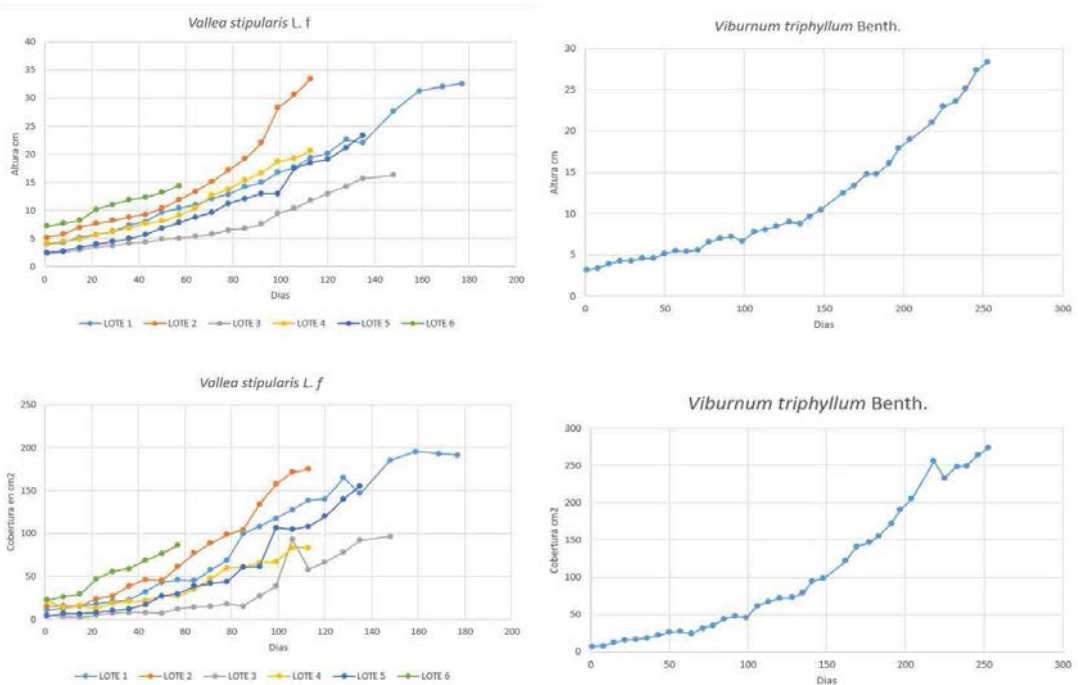 Vallea stipularis L. f
40
35
30
25
20
15
10
5
0
Altura cm
0 20 40 60 80 100 120 140 160 180 200
Dias
LOTE 1 LOTE 2 LOTE 3 LOTE 4 LOTE 5 LOTE 6
Viburnum triphyllum Benth.
30
25
20
15
10
5
0
Altura cm
0 50 100 150 200 250 300
Dias
Vallea stipularis L. f
250
200
150
100
50
0
Cobertura en cm2
0 20 40 60 80 100 120 140 160 180 200
Dias
LOTE 1 LOTE 2 LOTE 3 LOTE 4 LOTE 5 LOTE 6
Viburnum triphyllum Benth.
300
250
200
150
100
50
0
Cobertura cm2
0 50 100 150 200 250 300
Dias